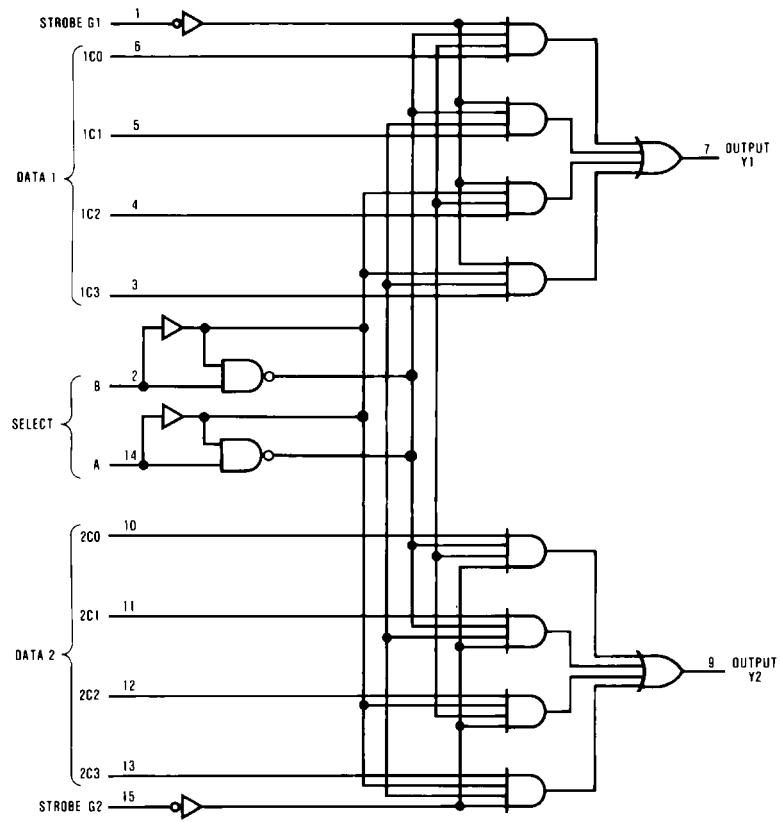 STROBE G1 1
1C0 6
1C1 5
DATA 1
1C2 4
1C3 3
7 OUTPUT
Y1
B 2
SELECT
A 14
2C0 10
2C1 11
DATA 2
2C2 12
2C3 13
STROBE G2 15
9 OUTPUT
Y2